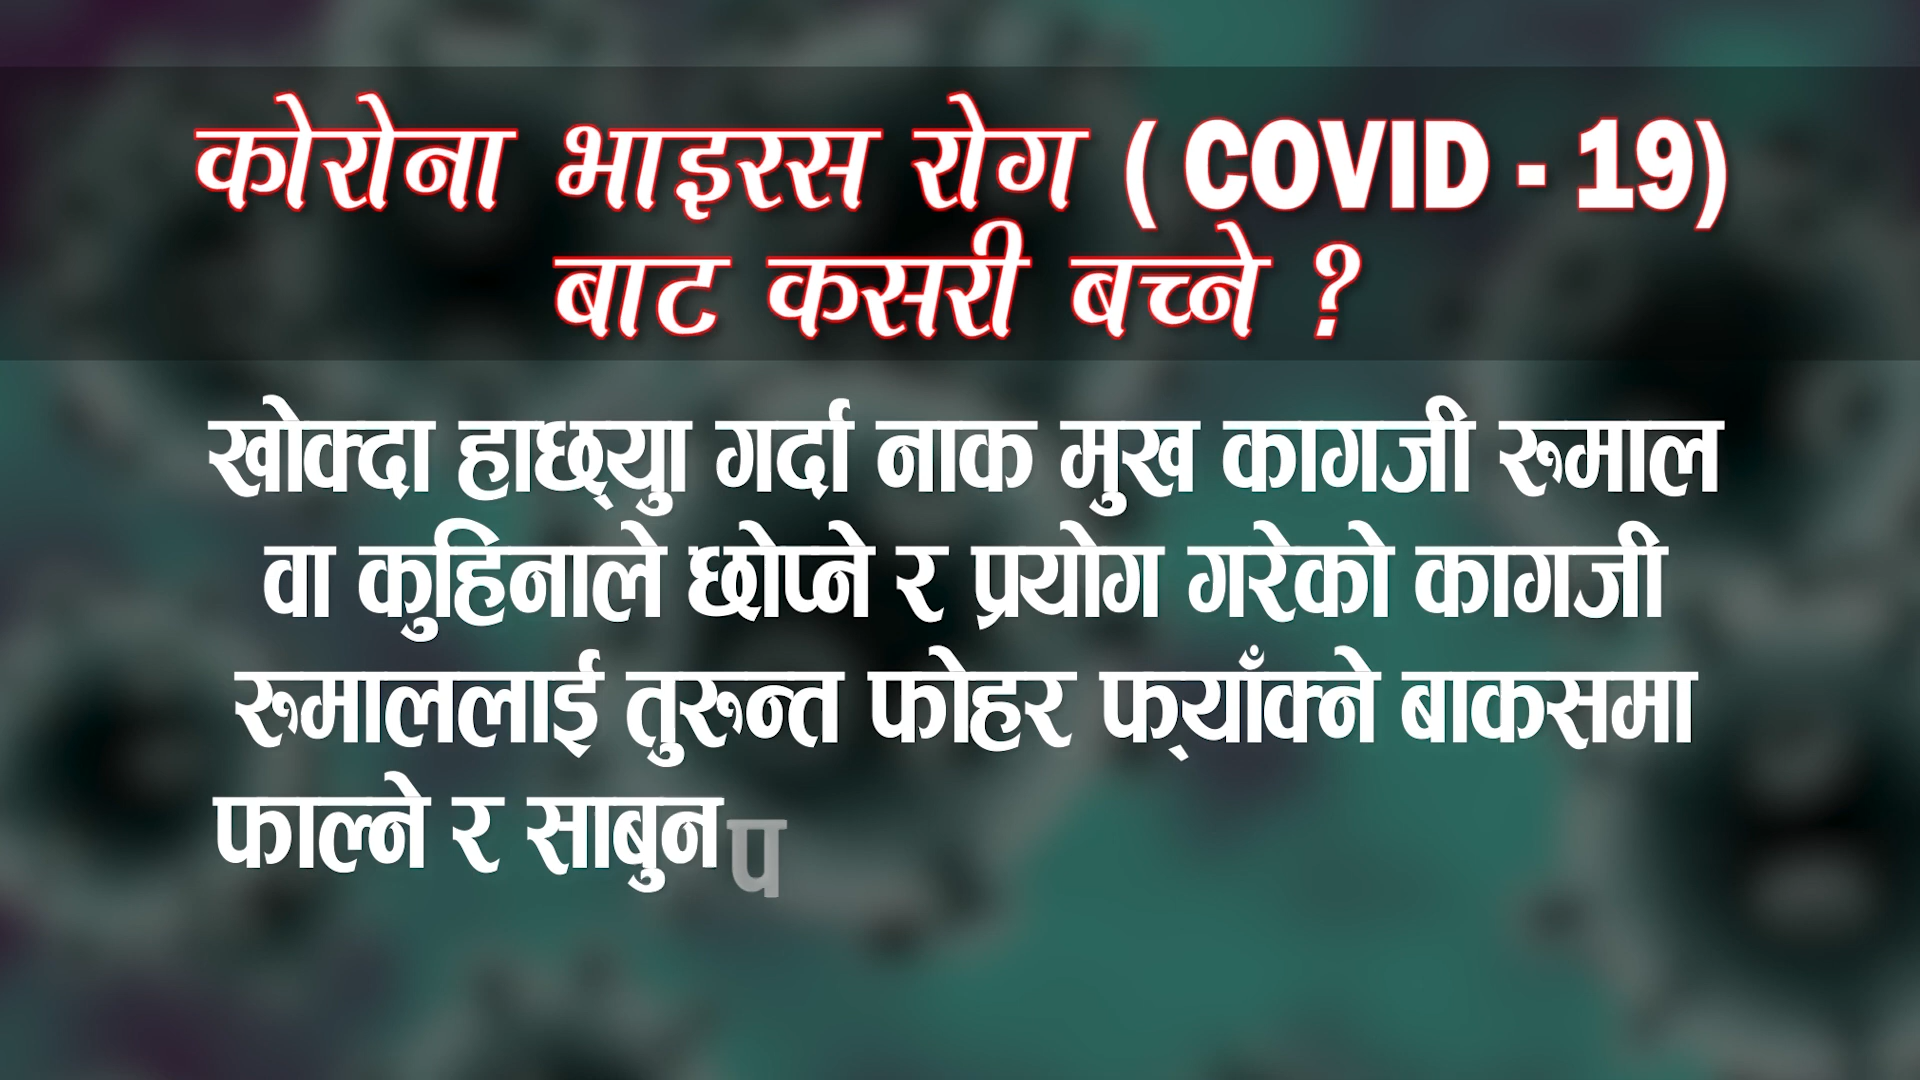 कोरोना भाइरस रोग ( COVID - 19)
बाट कसरी बच्ने ?
खोक्दा हाछ्यु गर्दा नाक मुख कागजी रुमाल
वा कुहिनाले छोप्ने र प्रयोग गरेको कागजी
रुमाललाई तुरुन्त फोहर फ्याँक्ने बाकसमा
फाल्ने र साबुन प